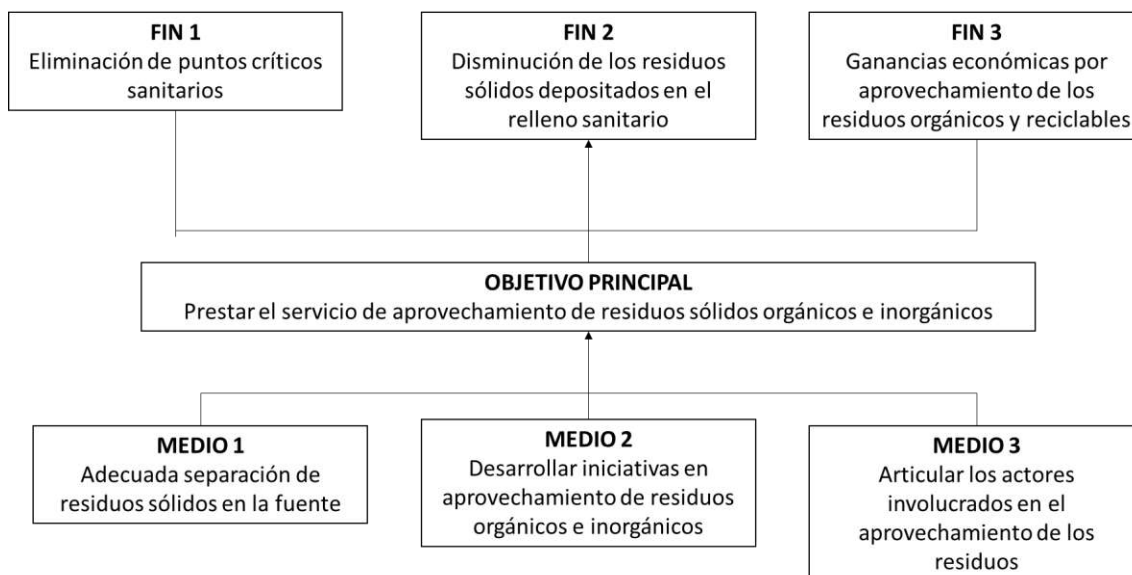 FIN 1
Eliminación de puntos críticos
sanitarios
FIN 2
Disminución de los residuos
sólidos depositados en el
relleno sanitario
FIN 3
Ganancias económicas por
aprovechamiento de los
residuos orgánicos y reciclables
OBJETIVO PRINCIPAL
Prestar el servicio de aprovechamiento de residuos sólidos orgánicos e inorgánicos
MEDIO 1
Adecuada separación de
residuos sólidos en la fuente
MEDIO 2
Desarrollar iniciativas en
aprovechamiento de residuos
orgánicos e inorgánicos
MEDIO 3
Articular los actores
involucrados en el
aprovechamiento de los
residuos